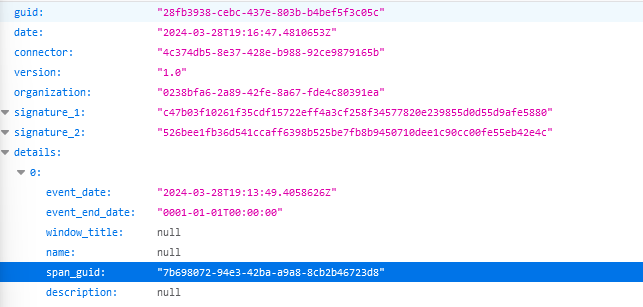 guid: "28fb3938-cebc-437e-803b-b4bef5f3c05c"
date: "2024-03-28T19:16:47.4810653Z"
connector: "4c374db5-8e37-428e-b988-92ce9879165b"
version: "1.0"
organization: "0238bfa6-2a89-42fe-8a67-fde4c80391ea"
signature_1: "c47b03f10261f35cdf15722eff4a3cf258f34577820e239855d0d55d9afe5880"
signature_2: "526bee1fb36d541ccaff6398b525be7fb8b9450710dee1c90cc00fe55eb42e4c"
details:
0:
event_date: "2024-03-28T19:13:49.4058626Z"
event_end_date: "0001-01-01T00:00:00"
window_title: null
name: null
span_guid: "7b698072-94e3-42ba-a9a8-8cb2b46723d8"
description: null